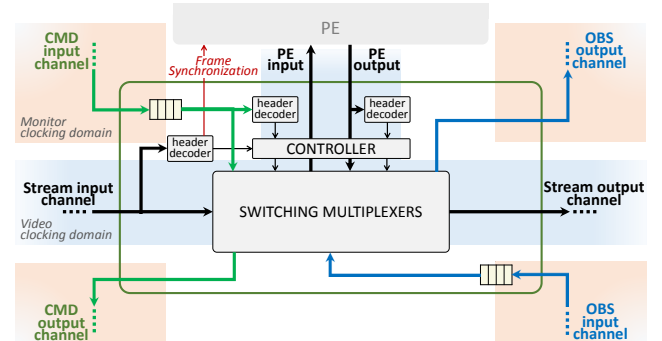 PE
CMD
input
channel
Frame
Synchronization
PE
input
PE
output
OBS
output
channel
Monitor
clocking domain
header
decoder
header
decoder
header
decoder
CONTROLLER
Stream input
channel
SWITCHING MULTIPLEXERS
Stream output
channel
Video
clocking domain
CMD
output
channel
OBS
input
channel